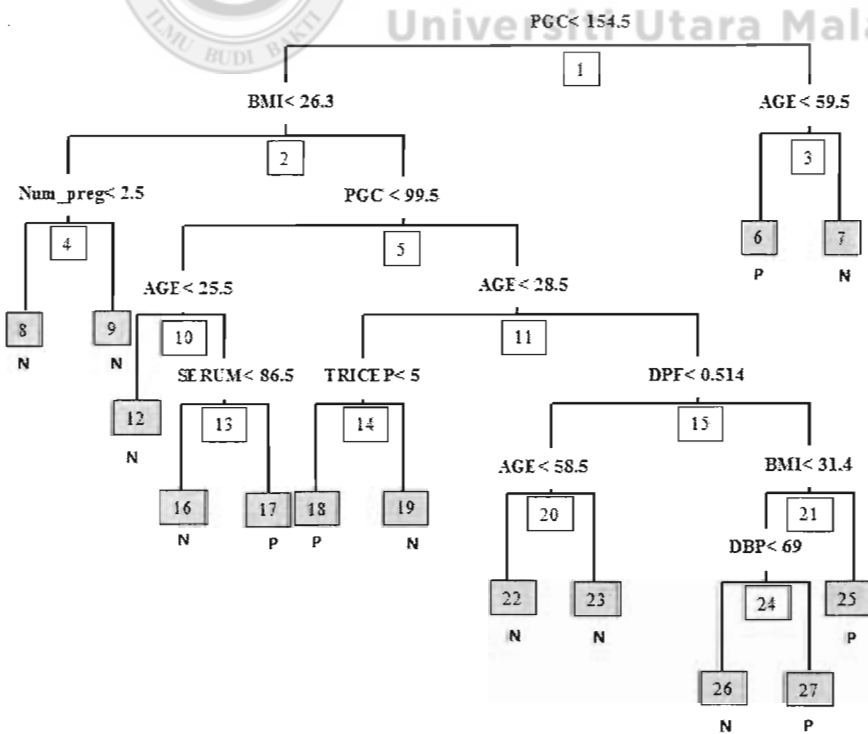 ILMU BUDI BAKTI
Universiti Utara Mala
PGC< 154.5
1
BMI< 26.3
AGE< 59.5
2
3
Num_preg< 2.5
PGC < 99.5
4
5
6
7
P
N
AGE< 25.5
AGE< 28.5
8
9
10
11
N
N
SERUM< 86.5
TRICEP< 5
DPF< 0.514
12
13
14
15
N
AGE< 58.5
BMI< 31.4
16
17
18
19
20
21
N
P
P
N
DBP< 69
22
23
24
25
N
N
P
26
27
N
P